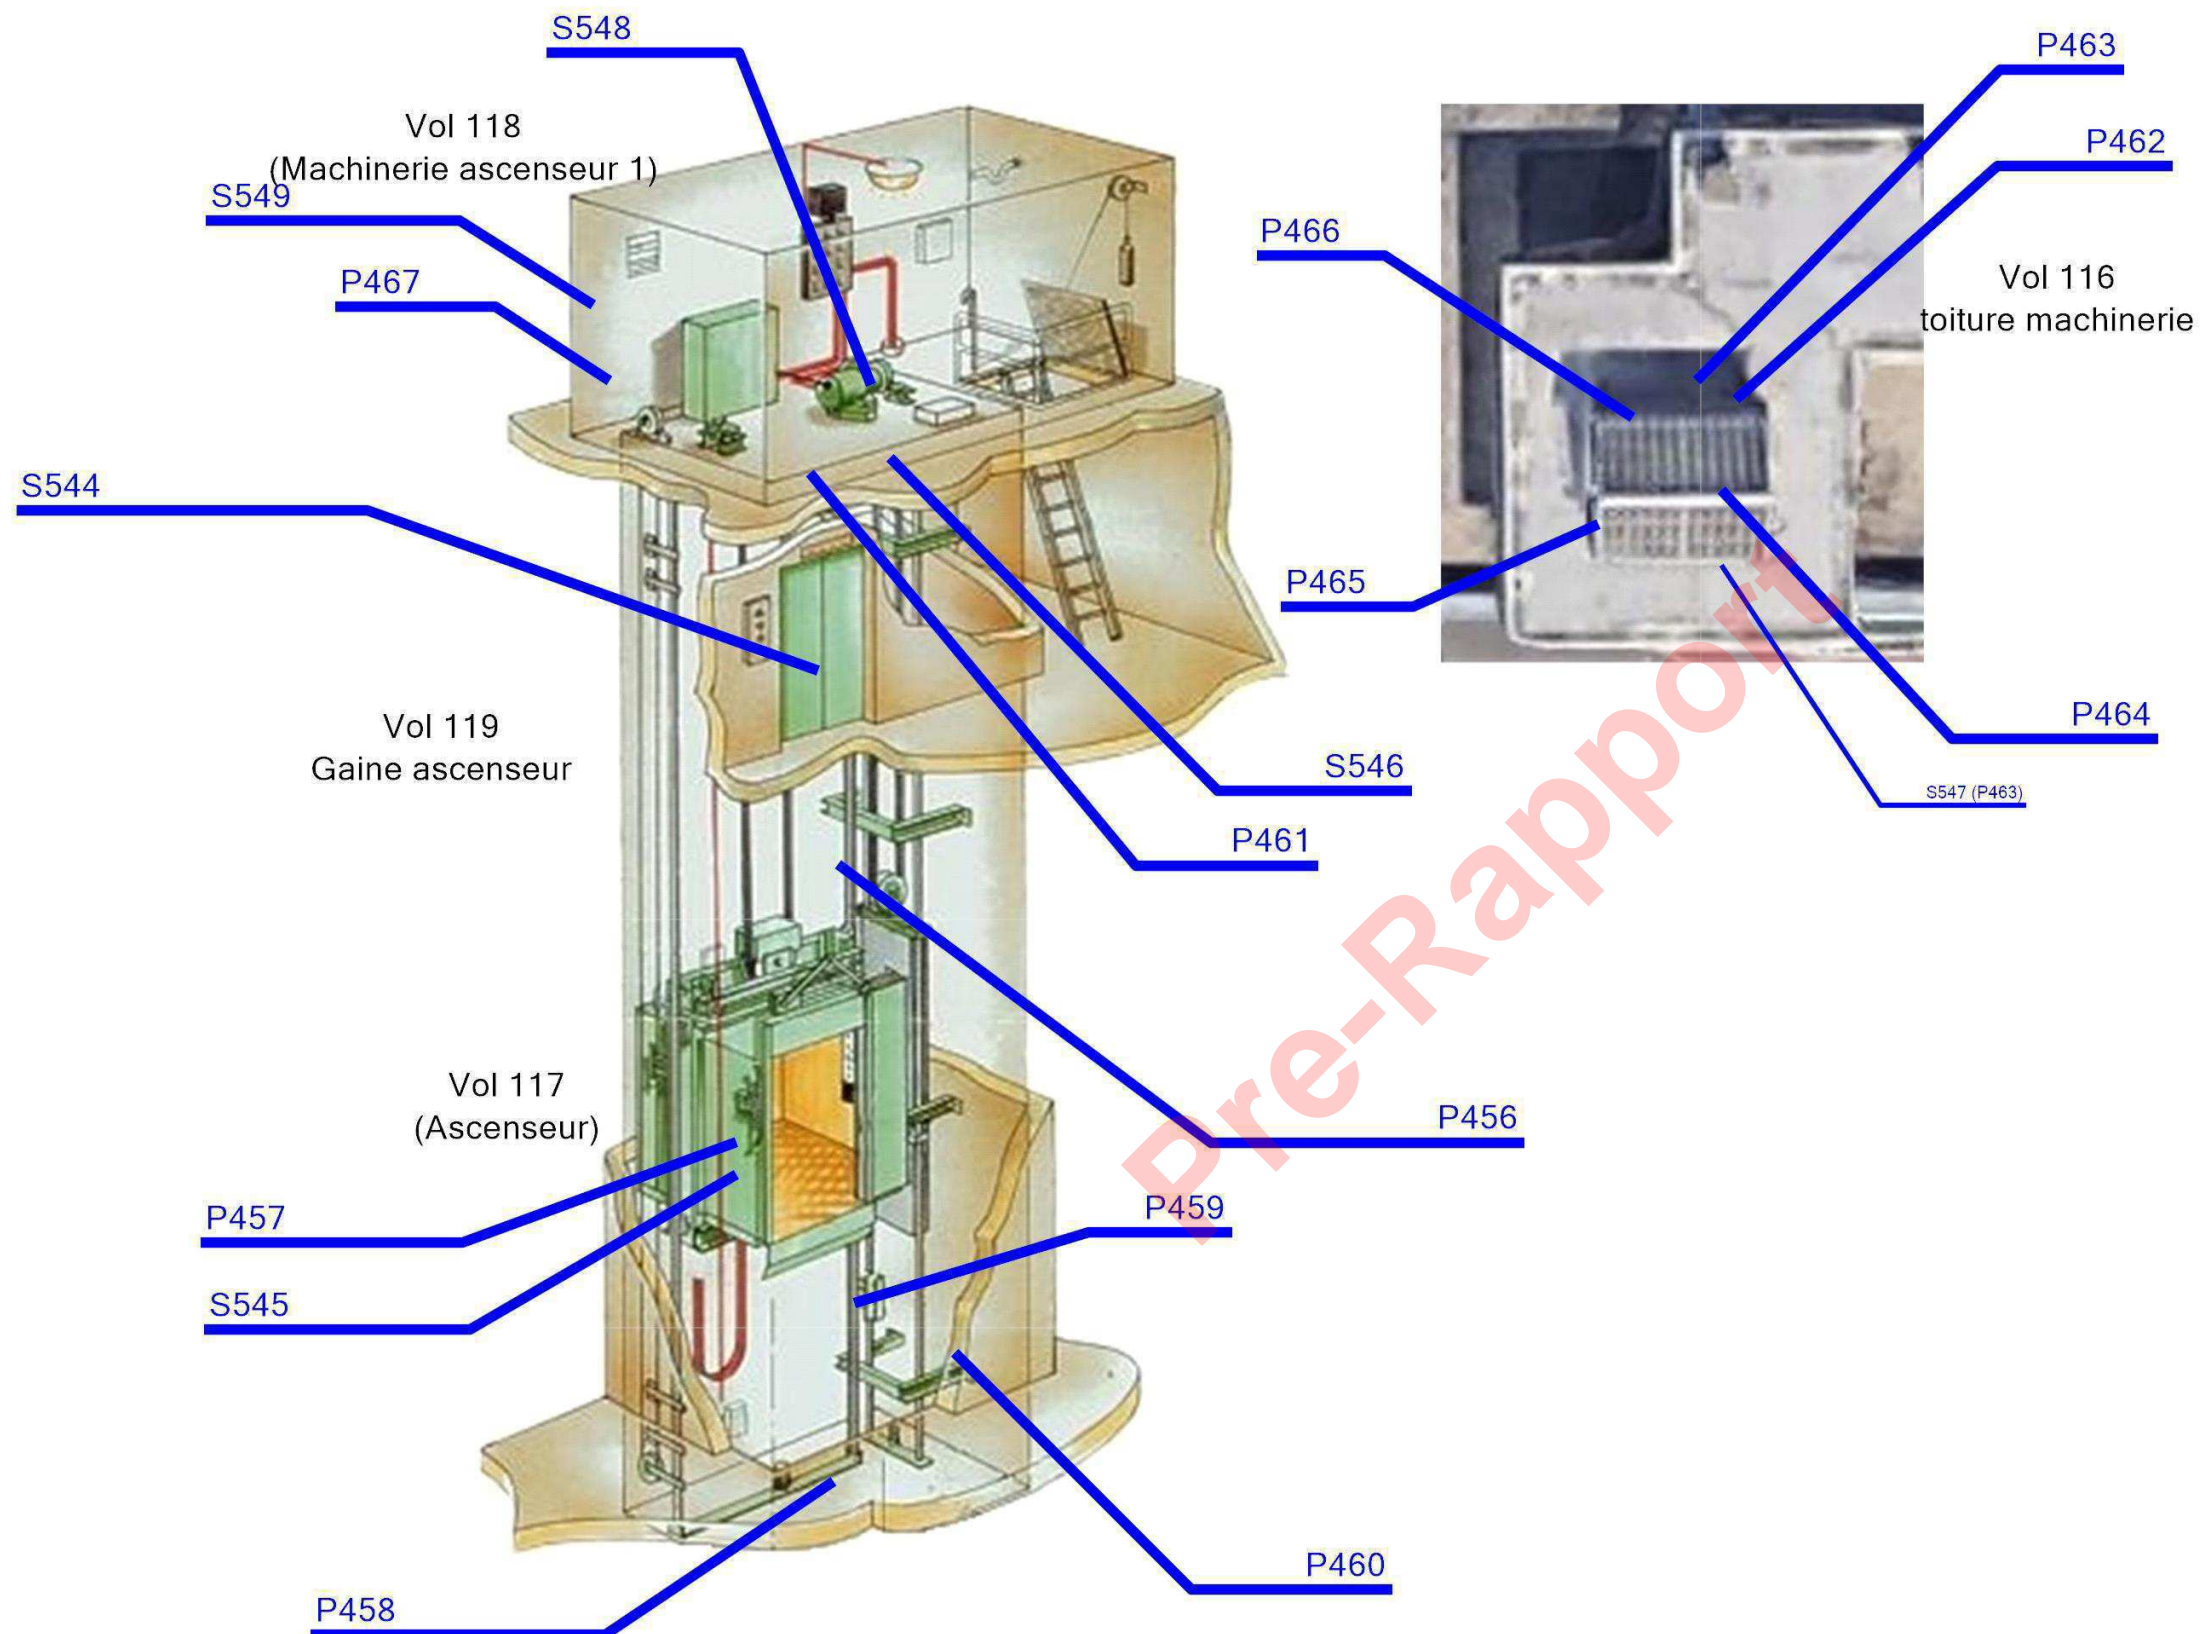 S548
P463
Vol 118
(Machinerie ascenseur 1)
P462
S549
P466
Vol 116
toiture machinerie
P467
S544
P465
P464
Vol 119
Gaine ascenseur
S546
S547 (P463)
P461
Vol 117
(Ascenseur)
P456
P457
P459
S545
P460
P458
Pre-Rapport